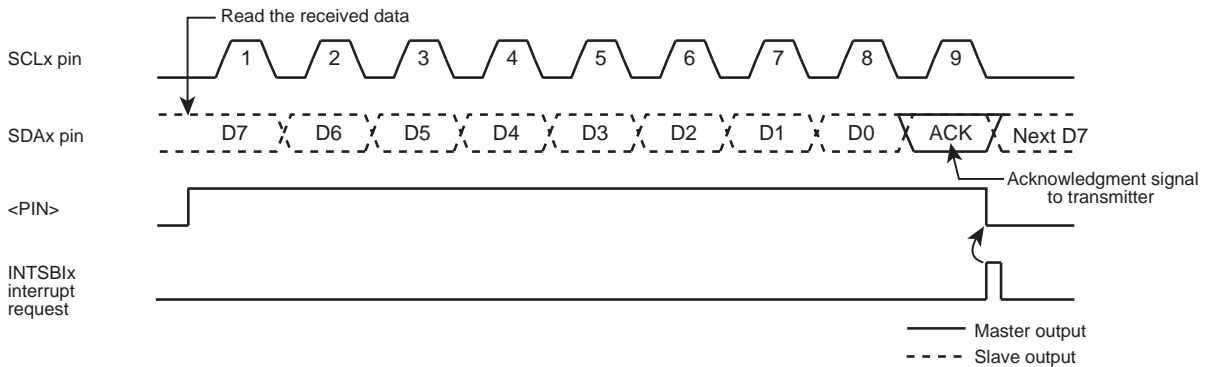 Read the received data
SCLx pin
1 2 3 4 5 6 7 8 9
SDAx pin
D7 D6 D5 D4 D3 D2 D1 D0 ACK Next D7
Acknowledgment signal
to transmitter
<PIN>
INTSBIx
interrupt
request
Master output
Slave output